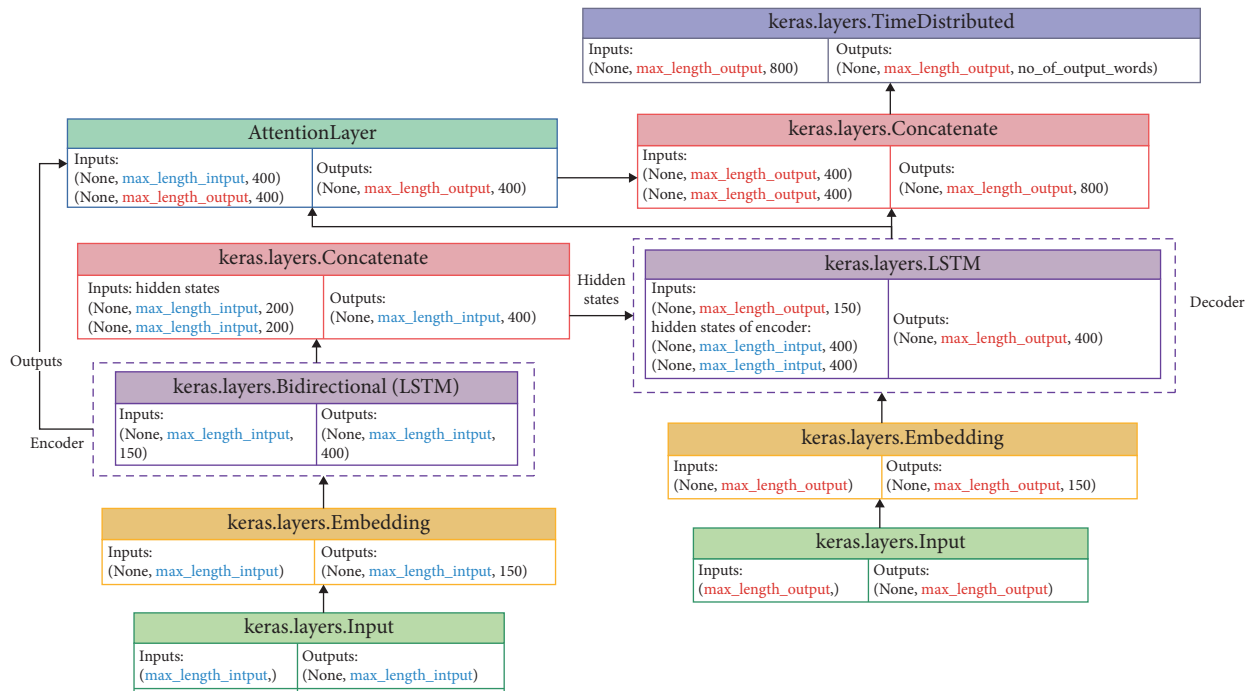 keras.layers.TimeDistributed
Inputs:
(None, max_length_output, 800)
Outputs:
(None, max_length_output, no_of_output_words)
AttentionLayer
Inputs:
(None, max_length_intput, 400)
(None, max_length_output, 400)
Outputs:
(None, max_length_output, 400)
keras.layers.Concatenate
Inputs:
(None, max_length_output, 400)
(None, max_length_output, 400)
Outputs:
(None, max_length_output, 800)
keras.layers.Concatenate
Inputs: hidden states
(None, max_length_intput, 200)
(None, max_length_intput, 200)
Outputs:
(None, max_length_intput, 400)
Hidden
states
keras.layers.LSTM
Inputs:
(None, max_length_output, 150)
hidden states of encoder:
(None, max_length_intput, 400)
(None, max_length_intput, 400)
Outputs:
(None, max_length_output, 400)
Decoder
Outputs
keras.layers.Bidirectional (LSTM)
Inputs:
(None, max_length_intput,
150)
Outputs:
(None, max_length_intput,
400)
Encoder
keras.layers.Embedding
Inputs:
(None, max_length_output)
Outputs:
(None, max_length_output, 150)
keras.layers.Embedding
Inputs:
(None, max_length_intput)
Outputs:
(None, max_length_intput, 150)
keras.layers.Input
Inputs:
(max_length_output,)
Outputs:
(None, max_length_output)
keras.layers.Input
Inputs:
(max_length_intput,)
Outputs:
(None, max_length_intput)